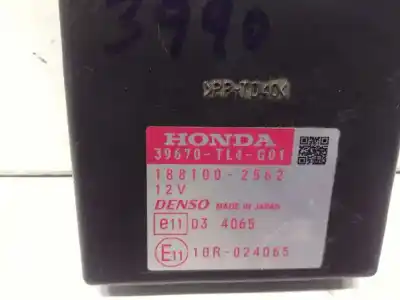 3990
>PP-TD40<
HONDA
39670-TL4-G01
188100-2562
12V
DENSO MADE IN JAPAN
e11 03 4065
E11 10R-024065